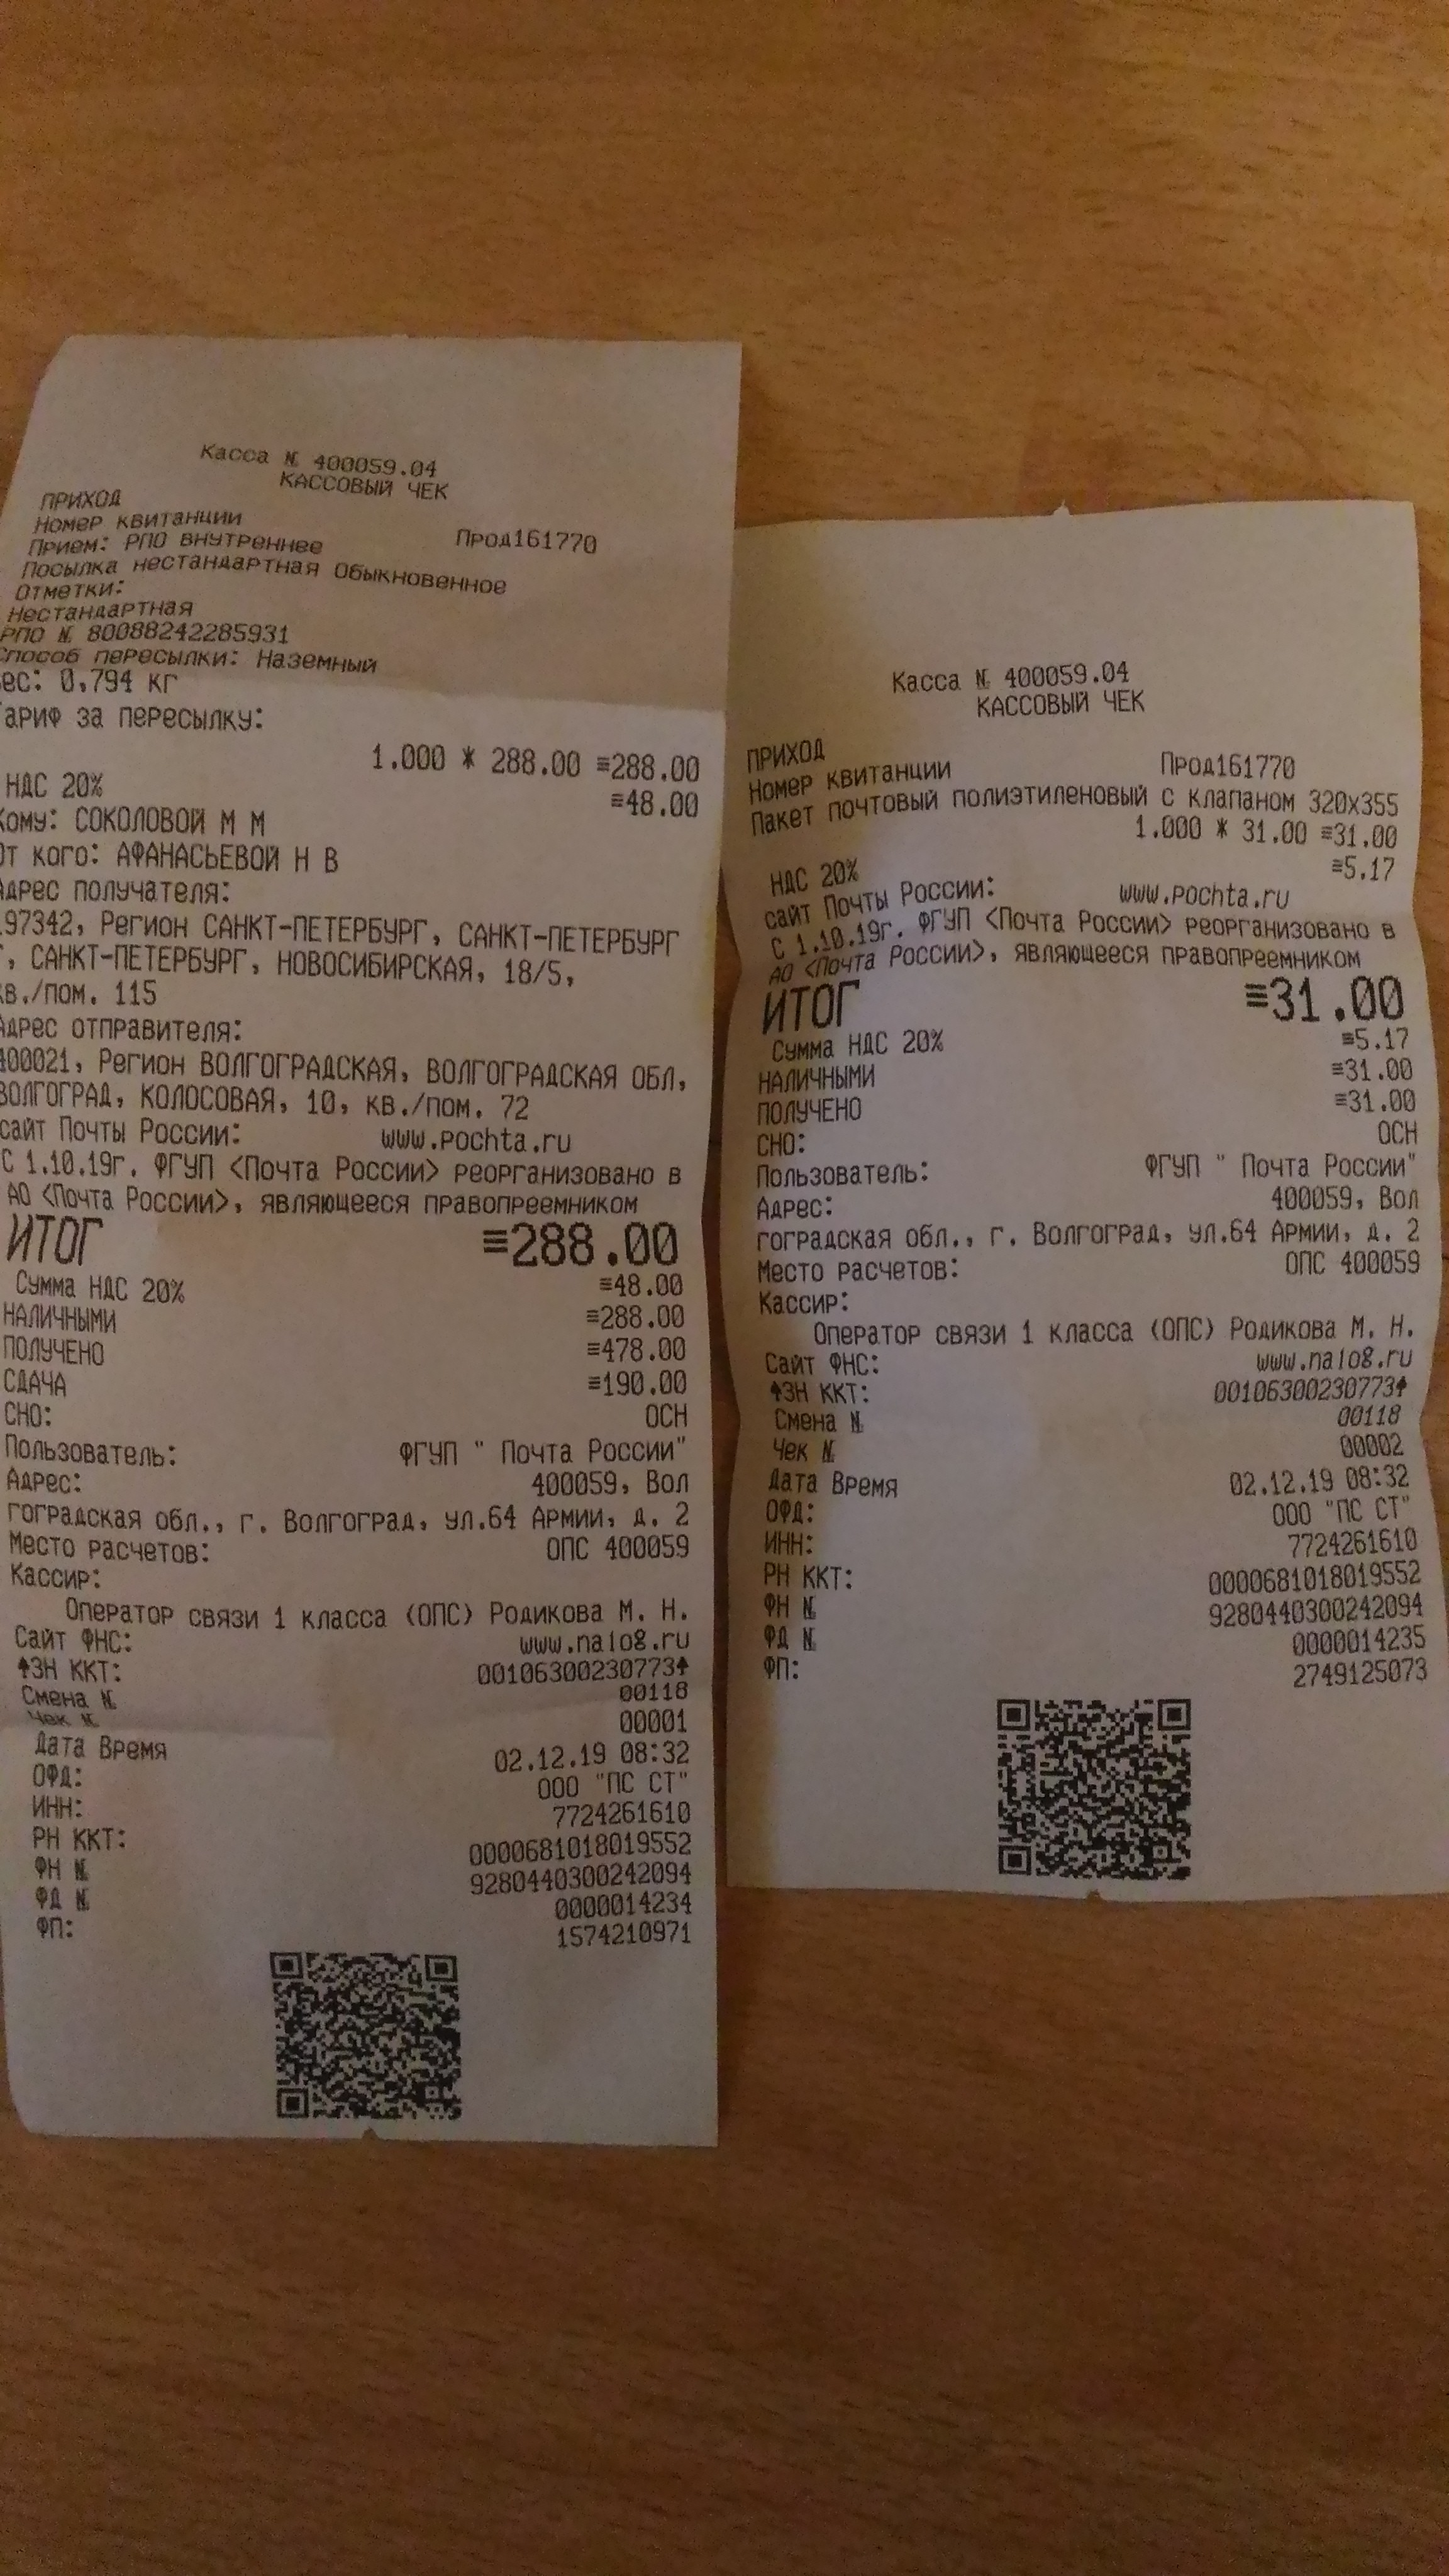 Касса № 400059.04
КАССОВЫЙ ЧЕК
ПРИХОД
Номер квитанции Прод161770
Прием: РПО внутреннее
Посылка нестандартная Обыкновенное
Отметки:
Нестандартная
РПО № 80088242285931
Способ пересылки: Наземный
ес: 0,794 кг
ариф за пересылку:
1.000 * 288.00 ≡288.00
НДС 20% ≡48.00
Кому: СОКОЛОВОЙ М М
От кого: АФАНАСЬЕВОЙ Н В
Адрес получателя:
197342, Регион САНКТ-ПЕТЕРБУРГ, САНКТ-ПЕТЕРБУРГ
, САНКТ-ПЕТЕРБУРГ, НОВОСИБИРСКАЯ, 18/5,
кв./пом. 115
Адрес отправителя:
400021, Регион ВОЛГОГРАДСКАЯ, ВОЛГОГРАДСКАЯ ОБЛ,
ВОЛГОГРАД, КОЛОСОВАЯ, 10, кв./пом. 72
сайт Почты России: www.pochta.ru
С 1.10.19г. ФГУП <Почта России> реорганизовано в
АО <Почта России>, являющееся правопреемником
ИТОГ ≡288.00
Сумма НДС 20% ≡48.00
НАЛИЧНЫМИ ≡288.00
ПОЛУЧЕНО ≡478.00
СДАЧА ≡190.00
СНО: ОСН
Пользователь: ФГУП " Почта России"
Адрес: 400059, Вол
гоградская обл., г. Волгоград, ул.64 Армии, д. 2
Место расчетов: ОПС 400059
Кассир:
Оператор связи 1 класса (ОПС) Родикова М. Н.
Сайт ФНС: www.nalog.ru
↑ЗН ККТ: 00106300230773↑
Смена № 00118
Чек № 00001
Дата Время 02.12.19 08:32
ОФД: ООО "ПС СТ"
ИНН: 7724261610
РН ККТ: 0000681018019552
ФН № 9280440300242094
ФД № 0000014234
ФП: 1574210971
Касса № 400059.04
КАССОВЫЙ ЧЕК
ПРИХОД
Номер квитанции Прод161770
Пакет почтовый полиэтиленовый с клапаном 320х355
1.000 * 31.00 ≡31.00
НДС 20% ≡5.17
сайт Почты России: www.pochta.ru
С 1.10.19г. ФГУП <Почта России> реорганизовано в
АО <Почта России>, являющееся правопреемником
ИТОГ ≡31.00
Сумма НДС 20% ≡5.17
НАЛИЧНЫМИ ≡31.00
ПОЛУЧЕНО ≡31.00
СНО: ОСН
Пользователь: ФГУП " Почта России"
Адрес: 400059, Вол
гоградская обл., г. Волгоград, ул.64 Армии, д. 2
Место расчетов: ОПС 400059
Кассир:
Оператор связи 1 класса (ОПС) Родикова М. Н.
Сайт ФНС: www.nalog.ru
↑ЗН ККТ: 00106300230773↑
Смена № 00118
Чек № 00002
Дата Время 02.12.19 08:32
ОФД: ООО "ПС СТ"
ИНН: 7724261610
РН ККТ: 0000681018019552
ФН № 9280440300242094
ФД № 0000014235
ФП: 2749125073